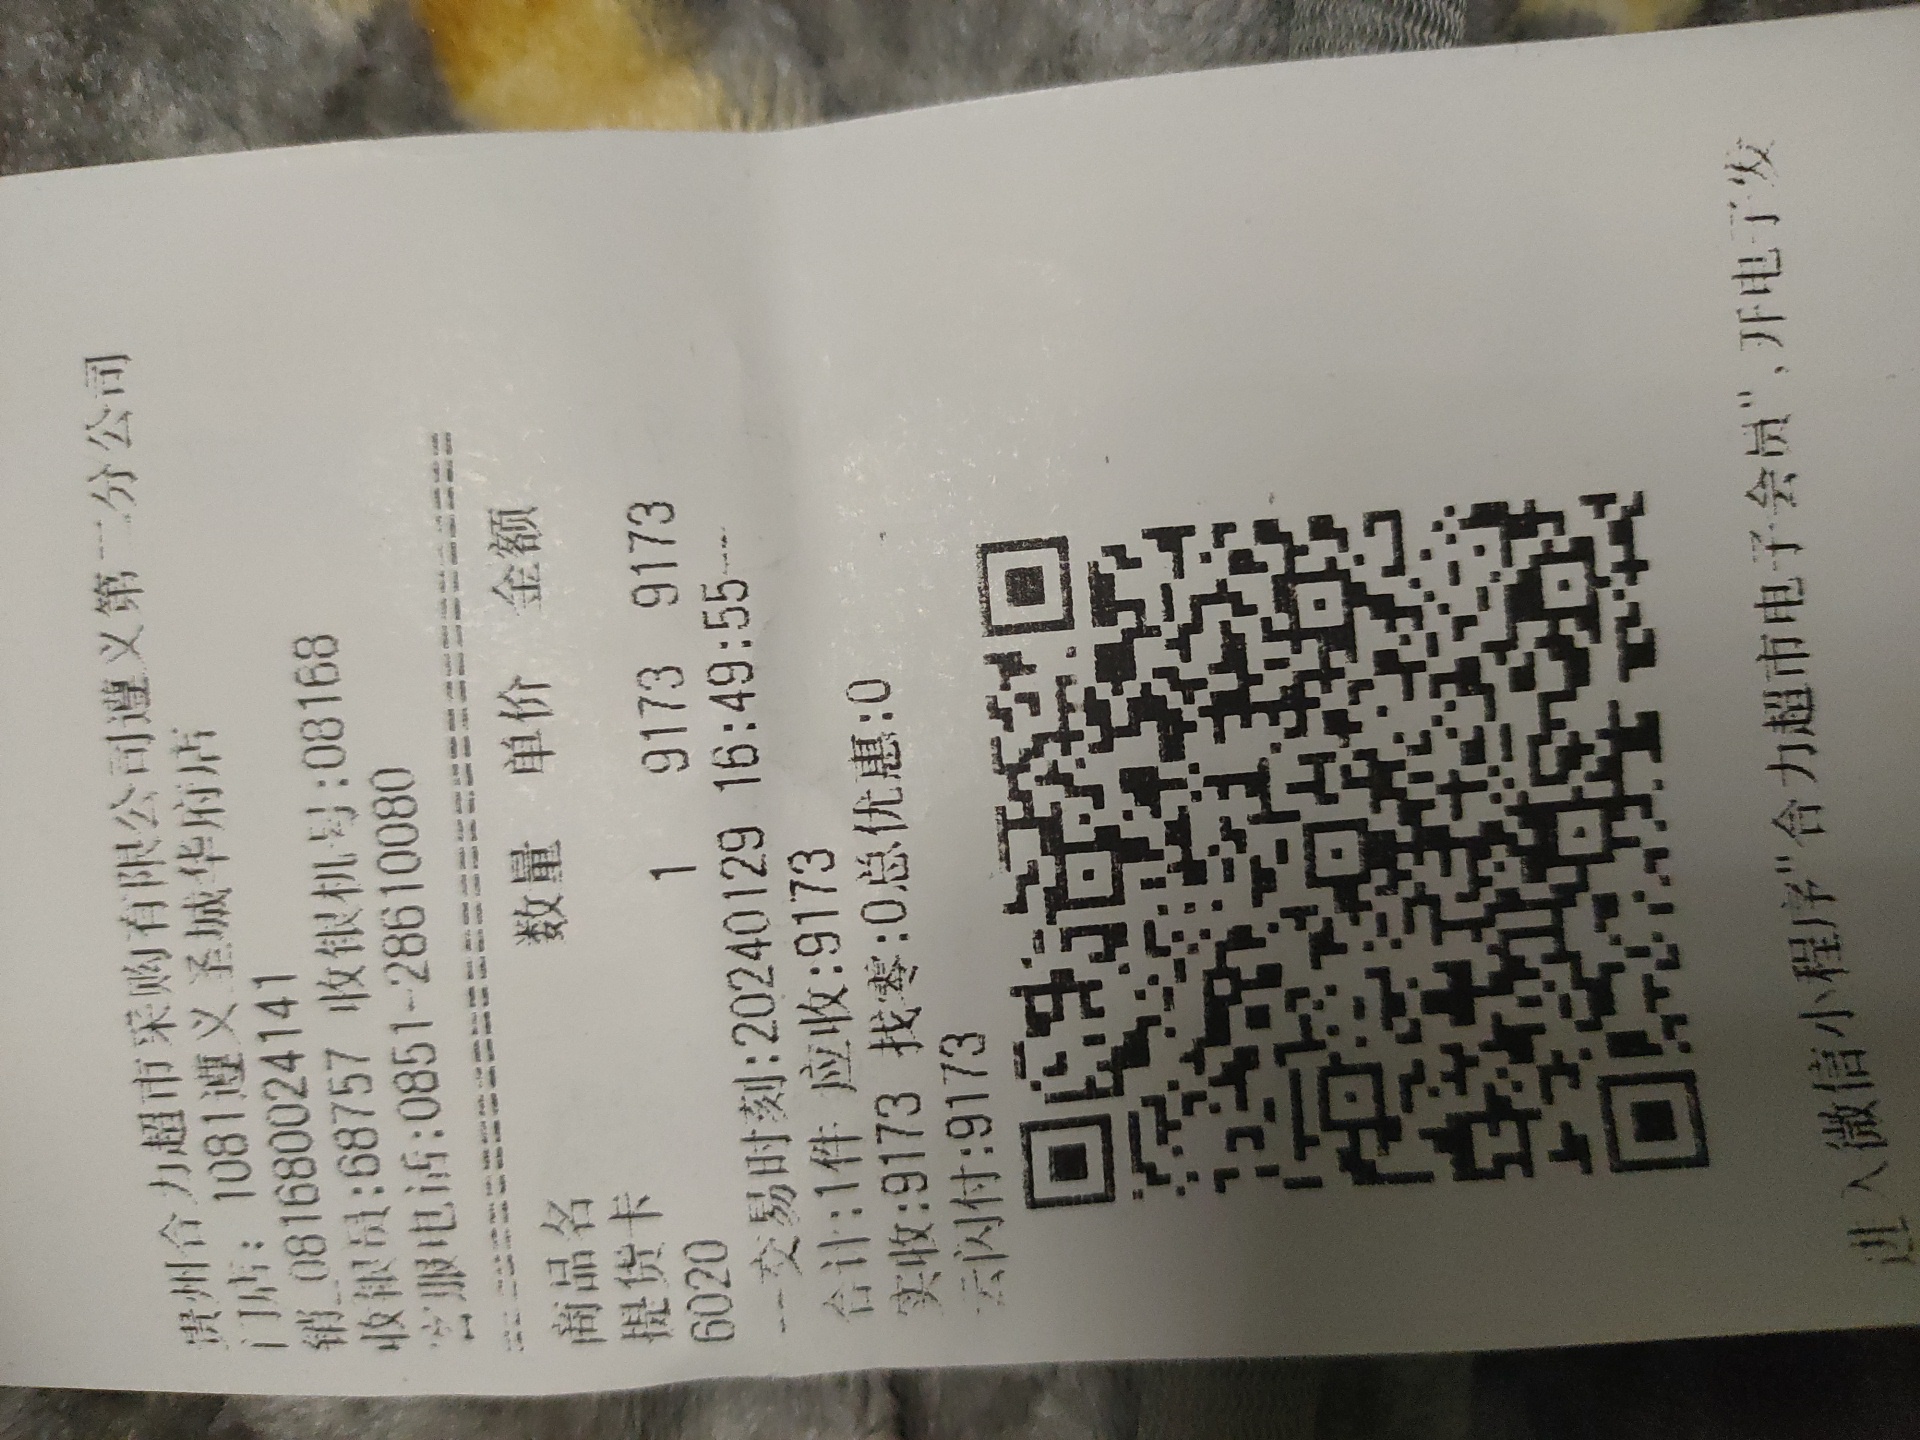 贵州合力超市采购有限公司遵义第二分公司
门店: 1081遵义圣城华府店
销_081680024141
收银员:68757 收银机号:08168
客服电话:0851-28610080
商品名 数量 单价 金额
提货卡 1 9173 9173
6020
---交易时刻:20240129 16:49:55---
合计:1件 应收:9173
实收:9173 找零:0总优惠:0
云闪付:9173
进入微信小程序"合力超市电子会员"、开电子发